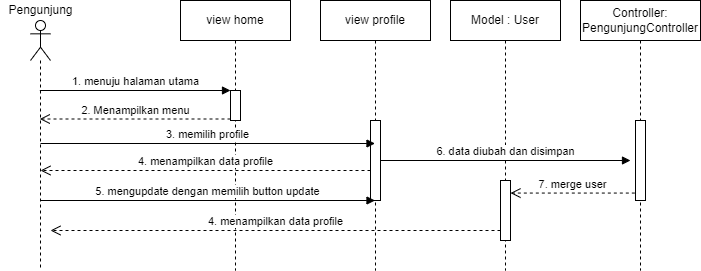 Pengunjung
view home
view profile
Model : User
Controller:
PengunjungController
1. menuju halaman utama
2. Menampilkan menu
3. memilih profile
4. menampilkan data profile
6. data diubah dan disimpan
5. mengupdate dengan memilih button update
7. merge user
4. menampilkan data profile